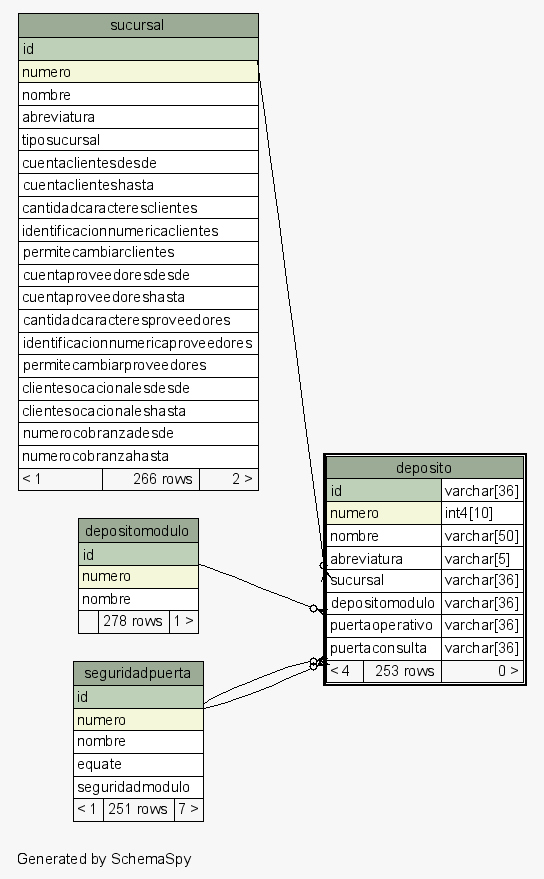 sucursal
id
numero
nombre
abreviatura
tiposucursal
cuentaclientesdesde
cuentaclienteshasta
cantidadcaracteresclientes
identificacionnumericaclientes
permitecambiarclientes
cuentaproveedoresdesde
cuentaproveedoreshasta
cantidadcaracteresproveedores
identificacionnumericaproveedores
permitecambiarproveedores
clientesocacionalesdesde
clientesocacionaleshasta
numerocobranzadesde
numerocobranzahasta
< 1 266 rows 2 >
deposito
id varchar[36]
numero int4[10]
nombre varchar[50]
abreviatura varchar[5]
sucursal varchar[36]
depositomodulo varchar[36]
puertaoperativo varchar[36]
puertaconsulta varchar[36]
< 4 253 rows 0 >
depositomodulo
id
numero
nombre
278 rows 1 >
seguridadpuerta
id
numero
nombre
equate
seguridadmodulo
< 1 251 rows 7 >
Generated by SchemaSpy